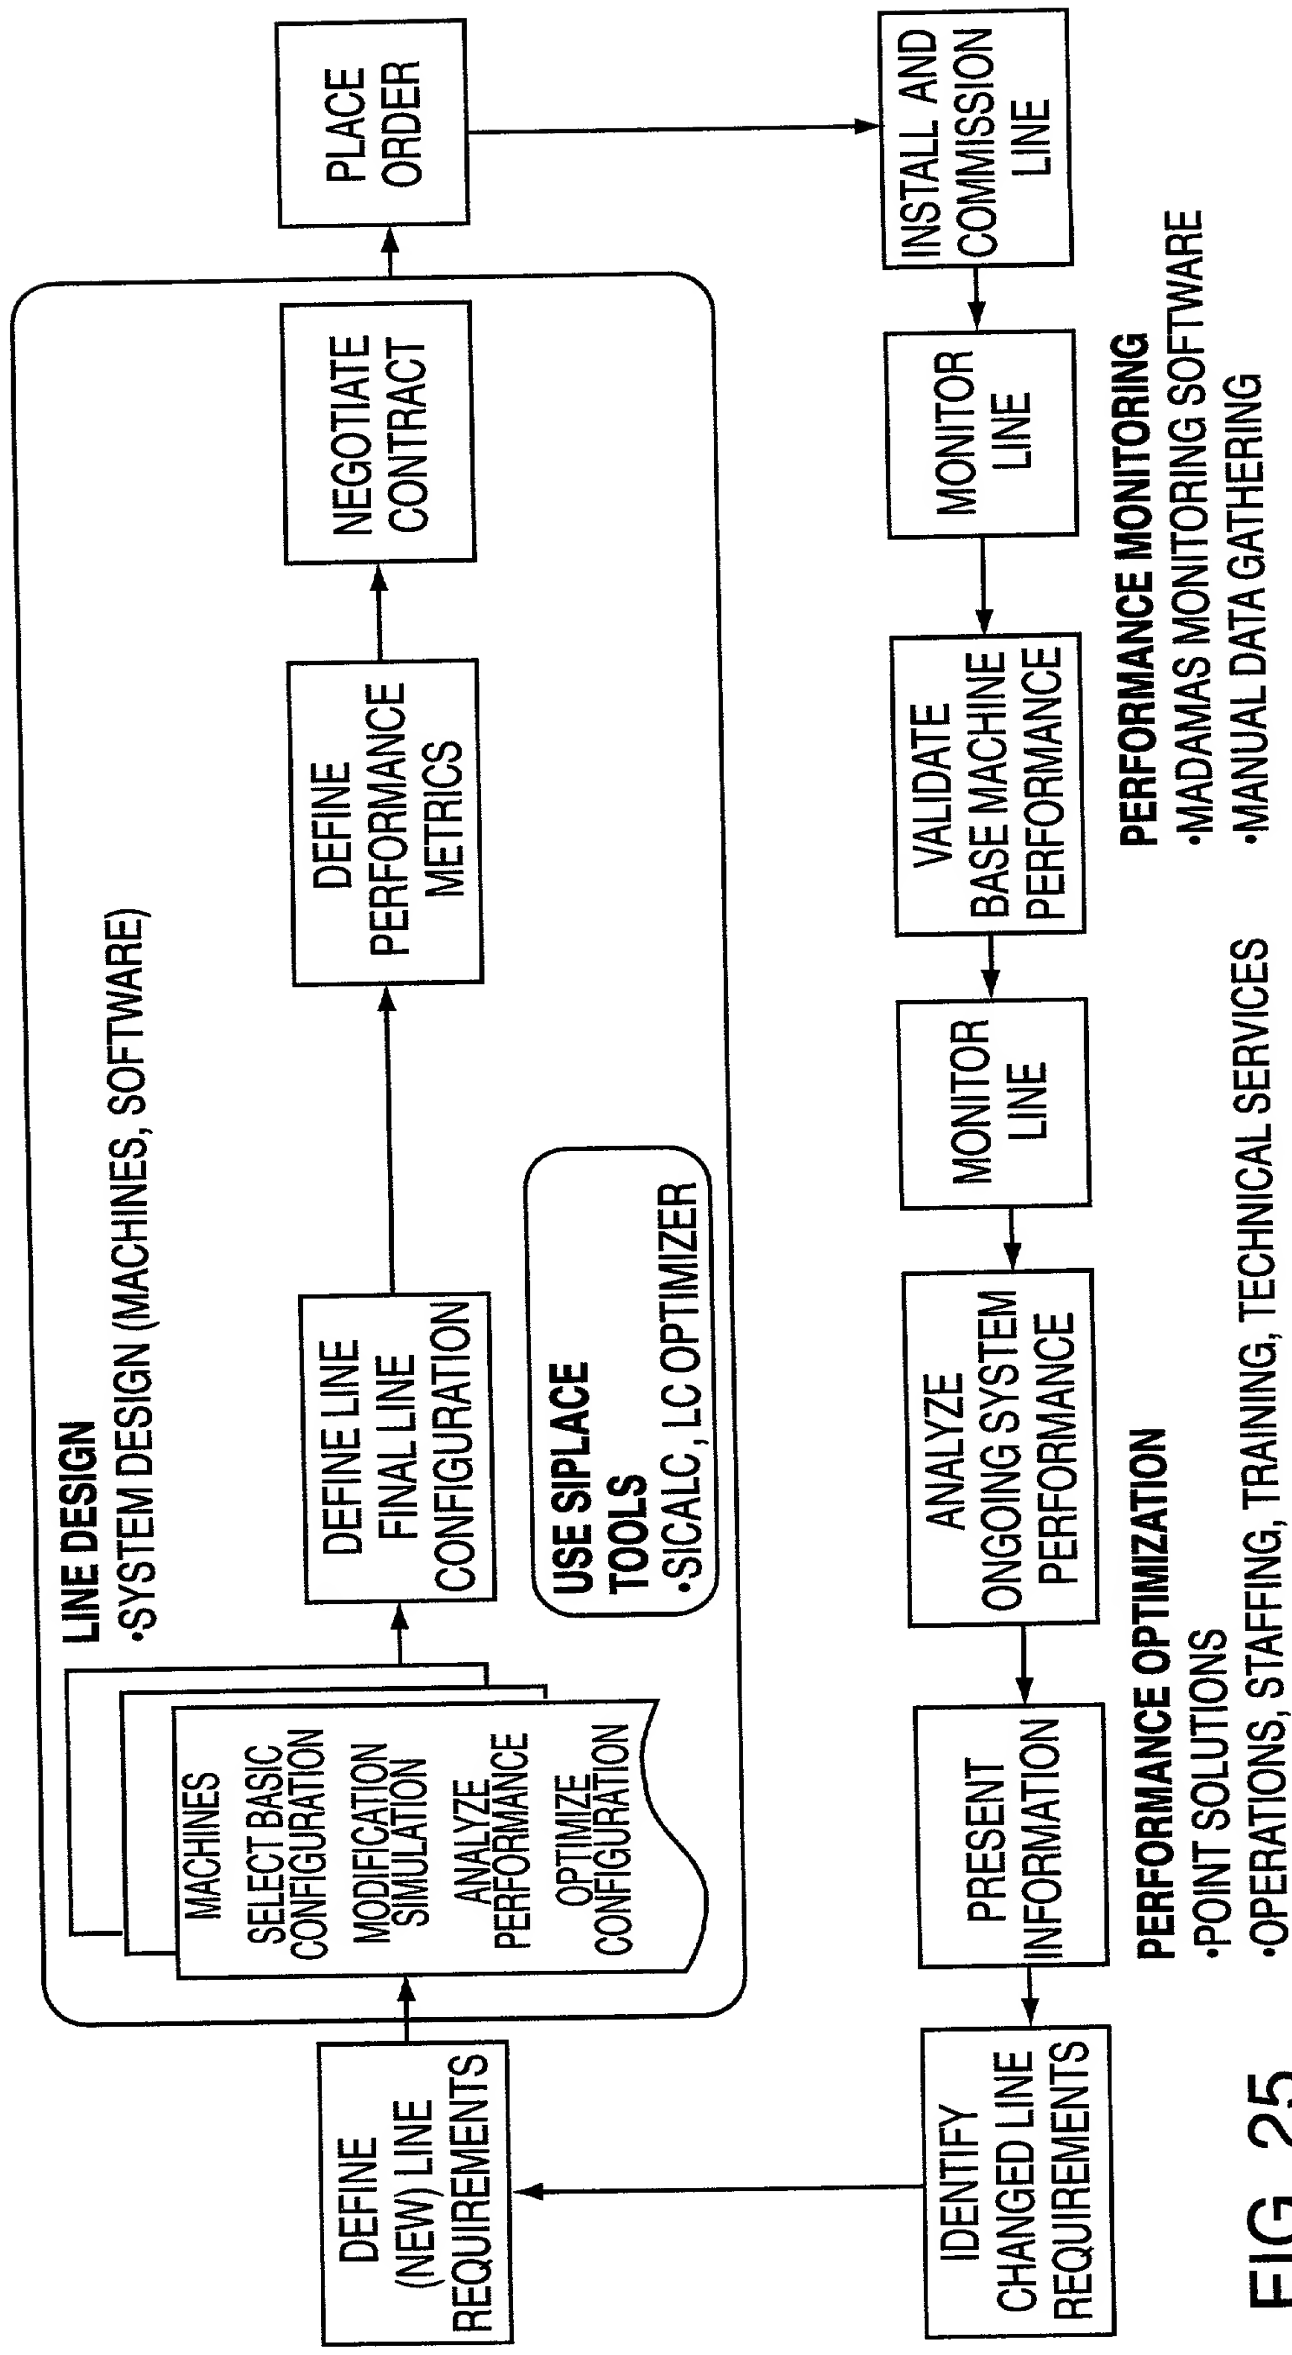 LINE DESIGN
•SYSTEM DESIGN (MACHINES, SOFTWARE)
DEFINE
(NEW) LINE
REQUIREMENTS
MACHINES
SELECT BASIC
CONFIGURATION
MODIFICATION
SIMULATION
ANALYZE
PERFORMANCE
OPTIMIZE
CONFIGURATION
DEFINE LINE
FINAL LINE
CONFIGURATION
DEFINE
PERFORMANCE
METRICS
NEGOTIATE
CONTRACT
PLACE
ORDER
USE SIPLACE
TOOLS
•SICALC, LC OPTIMIZER
IDENTIFY
CHANGED LINE
REQUIREMENTS
PRESENT
INFORMATION
ANALYZE
ONGOING SYSTEM
PERFORMANCE
MONITOR
LINE
VALIDATE
BASE MACHINE
PERFORMANCE
MONITOR
LINE
INSTALL AND
COMMISSION
LINE
PERFORMANCE OPTIMIZATION
•POINT SOLUTIONS
•OPERATIONS, STAFFING, TRAINING, TECHNICAL SERVICES
PERFORMANCE MONITORING
•MADAMAS MONITORING SOFTWARE
•MANUAL DATA GATHERING
FIG 25